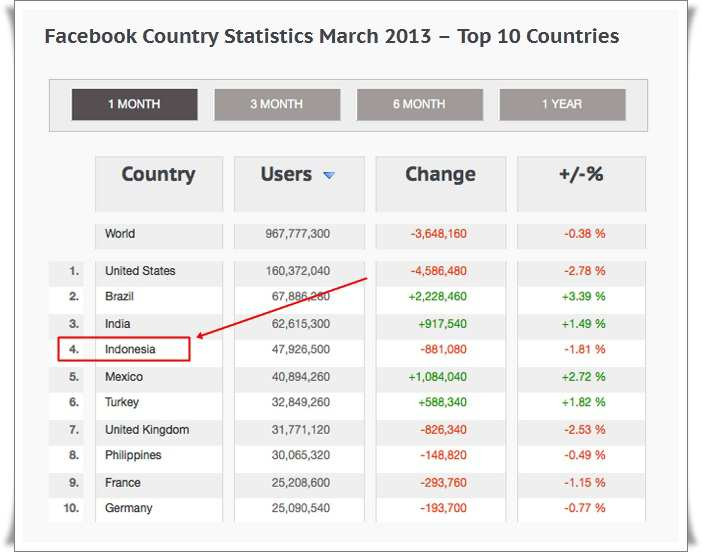 Facebook Country Statistics March 2013 – Top 10 Countries
1 MONTH 3 MONTH 6 MONTH 1 YEAR
Country Users Change +/-%
World 967,777,300 -3,648,160 -0.38 %
1. United States 160,372,040 -4,586,480 -2.78 %
2. Brazil 67,886,280 +2,228,460 +3.39 %
3. India 62,615,300 +917,540 +1.49 %
4. Indonesia 47,926,500 -881,080 -1.81 %
5. Mexico 40,894,260 +1,084,040 +2.72 %
6. Turkey 32,849,260 +588,340 +1.82 %
7. United Kingdom 31,771,120 -826,340 -2.53 %
8. Philippines 30,065,320 -148,820 -0.49 %
9. France 25,208,600 -293,760 -1.15 %
10. Germany 25,090,540 -193,700 -0.77 %